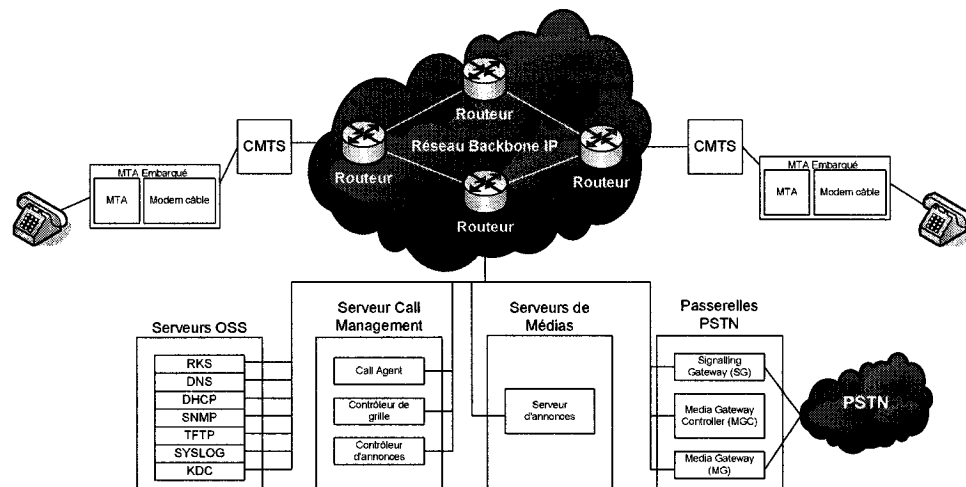 Routeur
CMTS
Réseau Backbone IP
CMTS
Routeur
Routeur
MTA Embarqué
MTA
Modem câble
MTA Embarqué
MTA
Modem câble
Routeur
Serveurs OSS
RKS
DNS
DHCP
SNMP
TFTP
SYSLOG
KDC
Serveur Call
Management
Call Agent
Contrôleur de
grille
Contrôleur
d'annonces
Serveurs de
Médias
Serveur
d'annonces
Passerelles
PSTN
Signalling
Gateway (SG)
Media Gateway
Controller (MGC)
Media Gateway
(MG)
PSTN